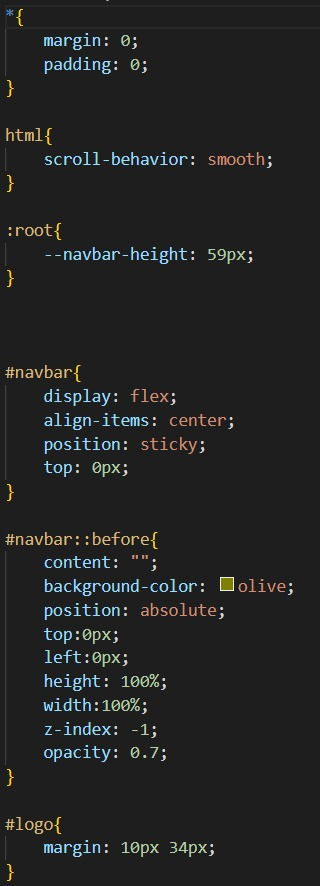 *{
    margin: 0;
    padding: 0;
}
html{
    scroll-behavior: smooth;
}
:root{
    --navbar-height: 59px;
}
#navbar{
    display: flex;
    align-items: center;
    position: sticky;
    top: 0px;
}
#navbar::before{
    content: "";
    background-color: olive;
    position: absolute;
    top:0px;
    left:0px;
    height: 100%;
    width:100%;
    z-index: -1;
    opacity: 0.7;
}
#logo{
    margin: 10px 34px;
}